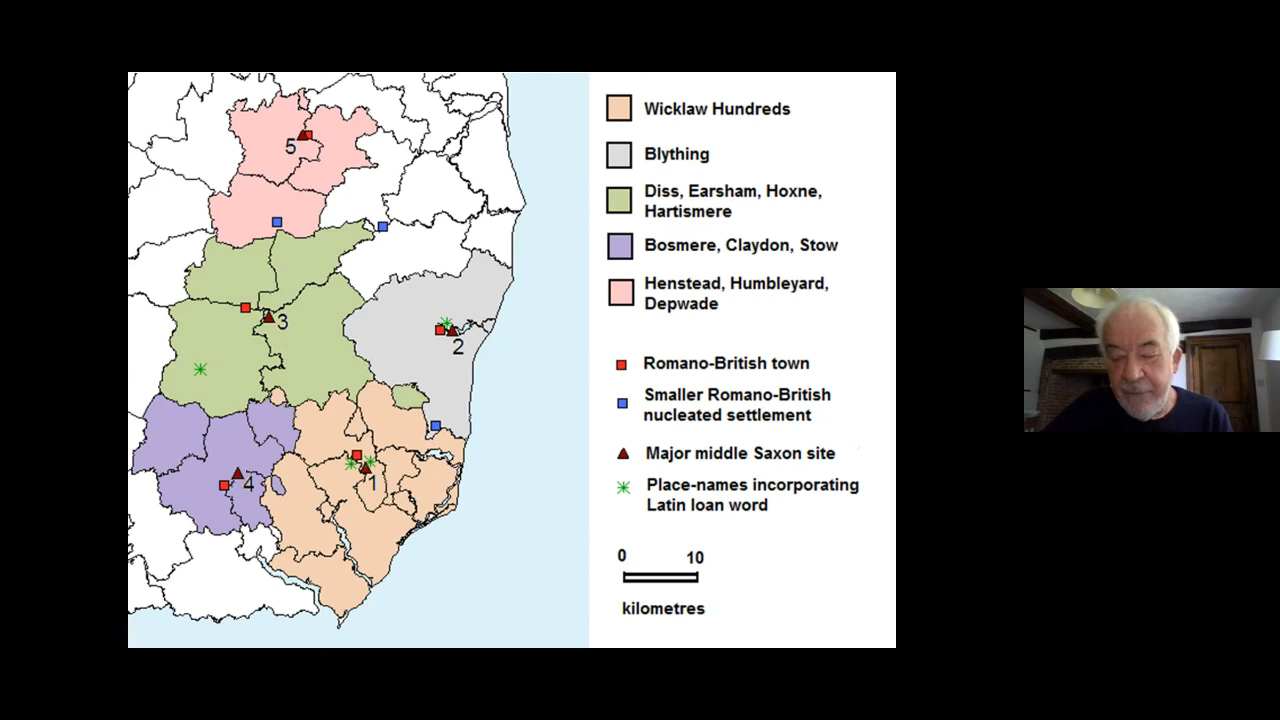 5
3
2
4
1
Wicklaw Hundreds
Blything
Diss, Earsham, Hoxne,
Hartismere
Bosmere, Claydon, Stow
Henstead, Humbleyard,
Depwade
Romano-British town
Smaller Romano-British
nucleated settlement
Major middle Saxon site
Place-names incorporating
Latin loan word
0 10
kilometres